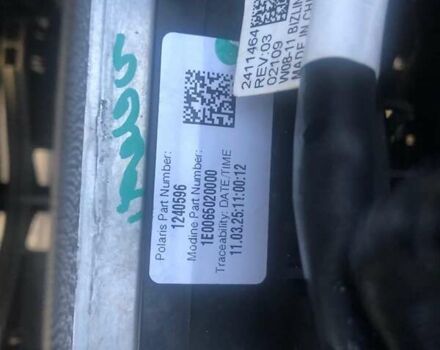 Polaris Part Number:
1240596
Modine Part Number:
1E0065020000
Traceability: DATE/TIME
11.03.25:11:00:12
2411464
REV:03
02109
W08-11 BIZLIN
MADE IN CHI